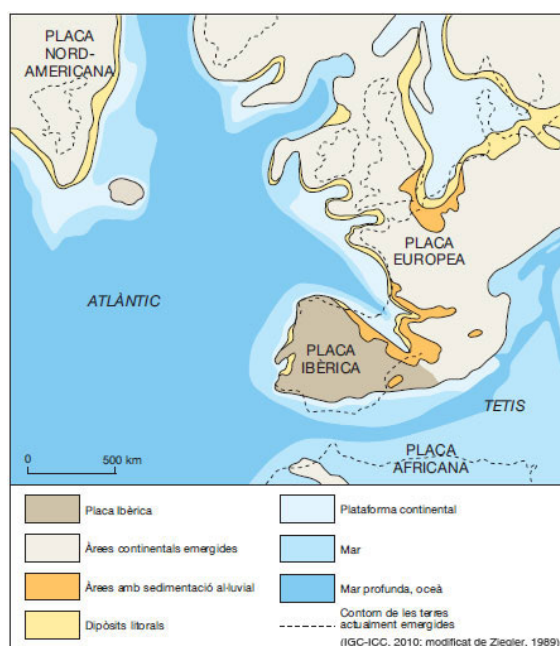 PLACA
NORD-
AMERICANA
PLACA
EUROPEA
ATLÀNTIC
PLACA
IBÈRICA
TETIS
PLACA
AFRICANA
0 500 km
Placa Ibèrica
Plataforma continental
Àrees continentals emergides
Mar
Àrees amb sedimentació al·luvial
Mar profunda, oceà
Dipòsits litorals
Contorn de les terres
actualment emergides
(IGC-ICC, 2010; modificat de Ziegler, 1989)